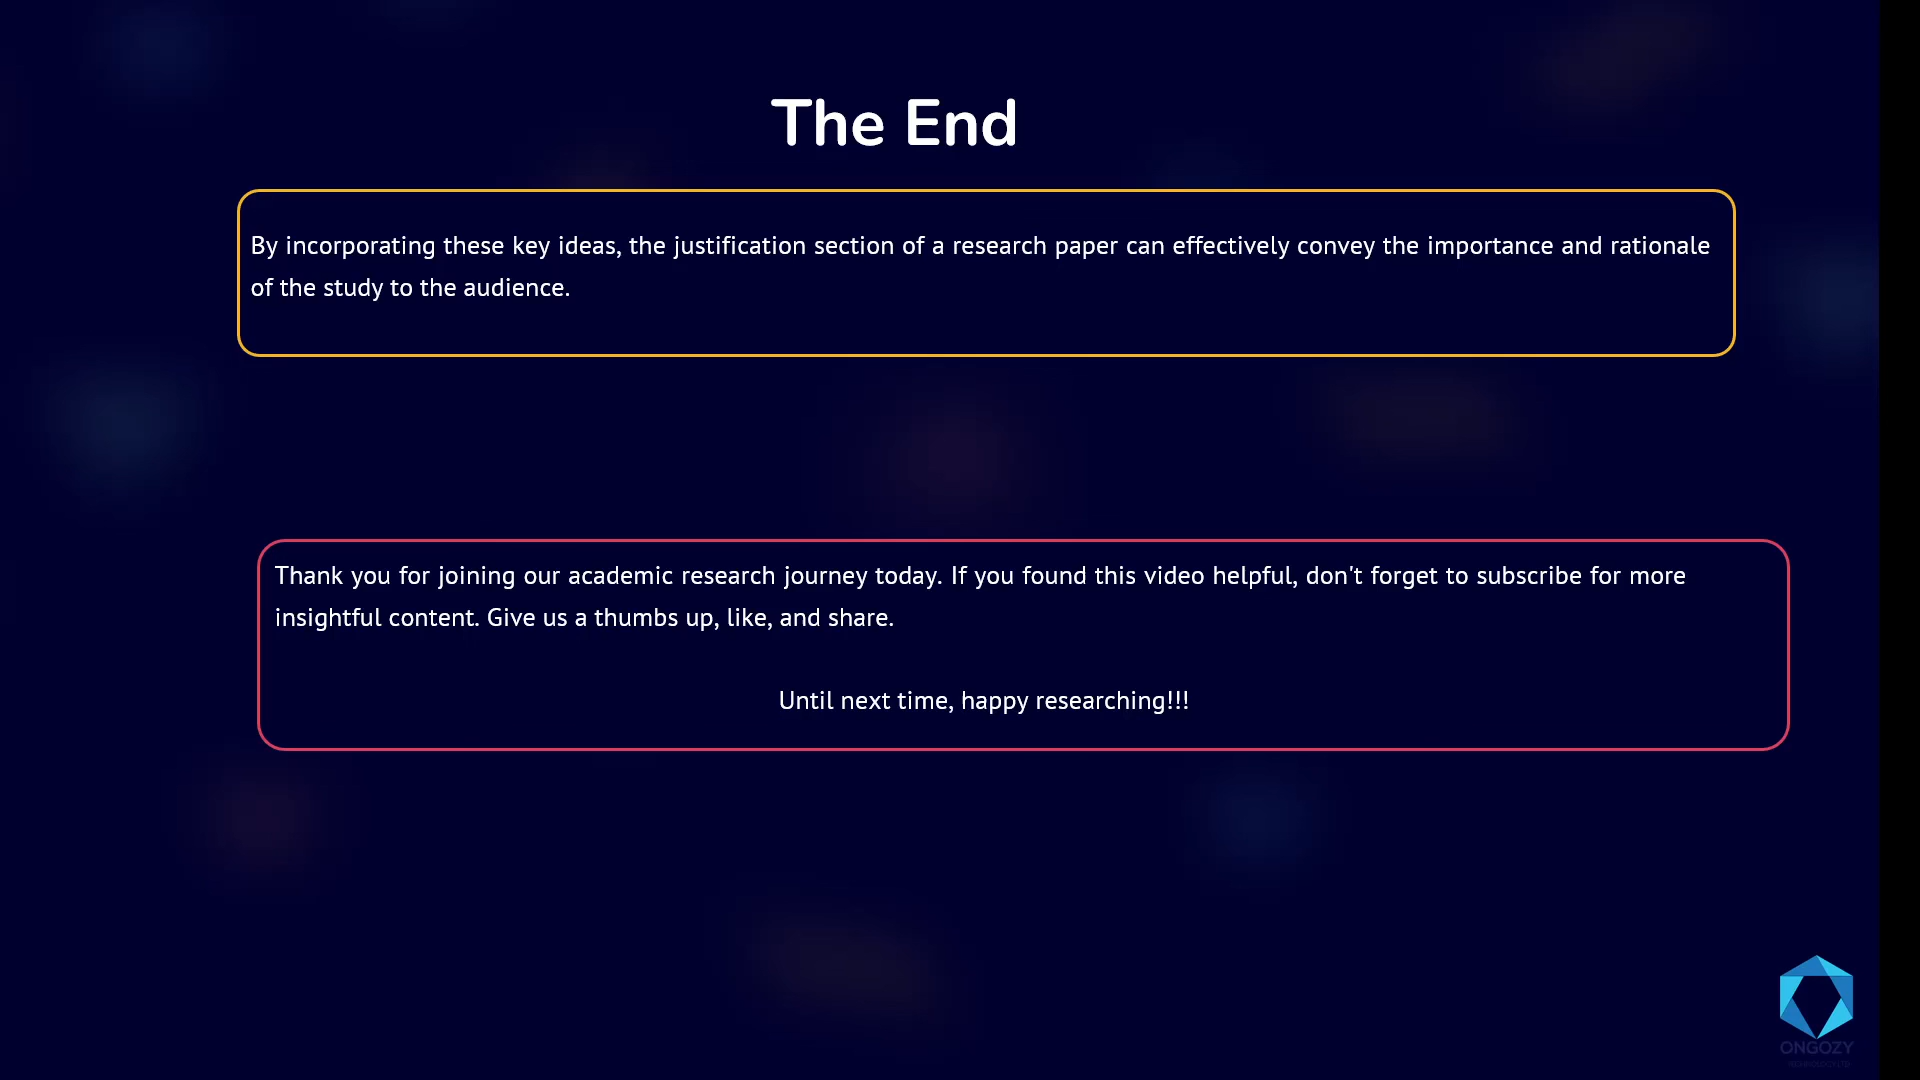 The End
By incorporating these key ideas, the justification section of a research paper can effectively convey the importance and rationale
of the study to the audience.
Thank you for joining our academic research journey today. If you found this video helpful, don't forget to subscribe for more
insightful content. Give us a thumbs up, like, and share.
Until next time, happy researching!!!
ONGOZY